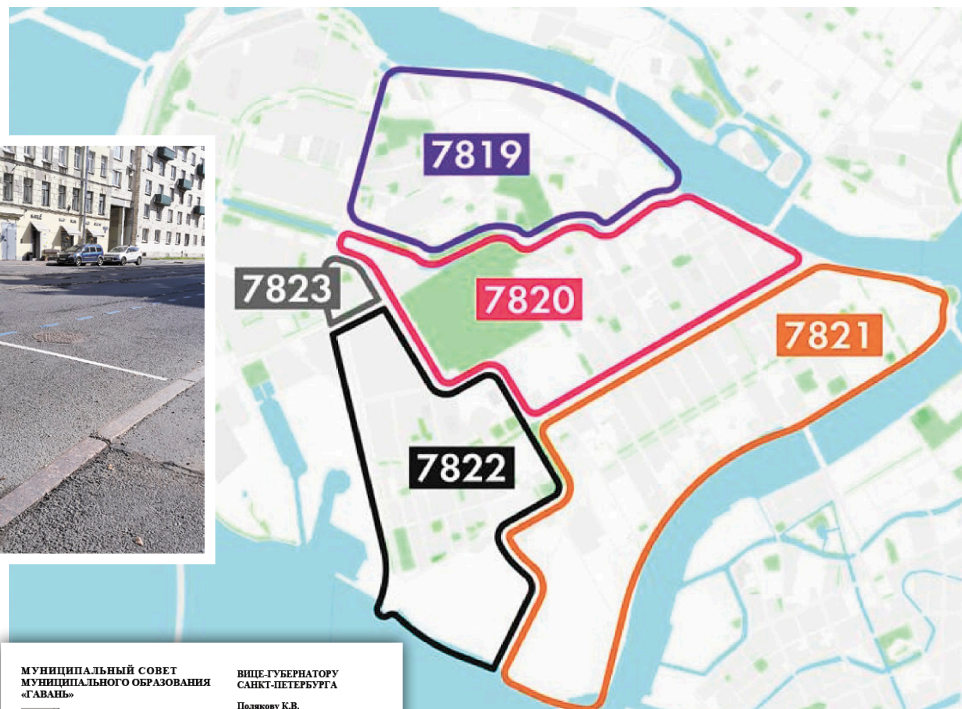 7819
7823
7820
7821
7822
МУНИЦИПАЛЬНЫЙ СОВЕТ
МУНИЦИПАЛЬНОГО ОБРАЗОВАНИЯ
«ГАВАНЬ»
ВИЦЕ-ГУБЕРНАТОРУ
САНКТ-ПЕТЕРБУРГА
Полякову К.В.